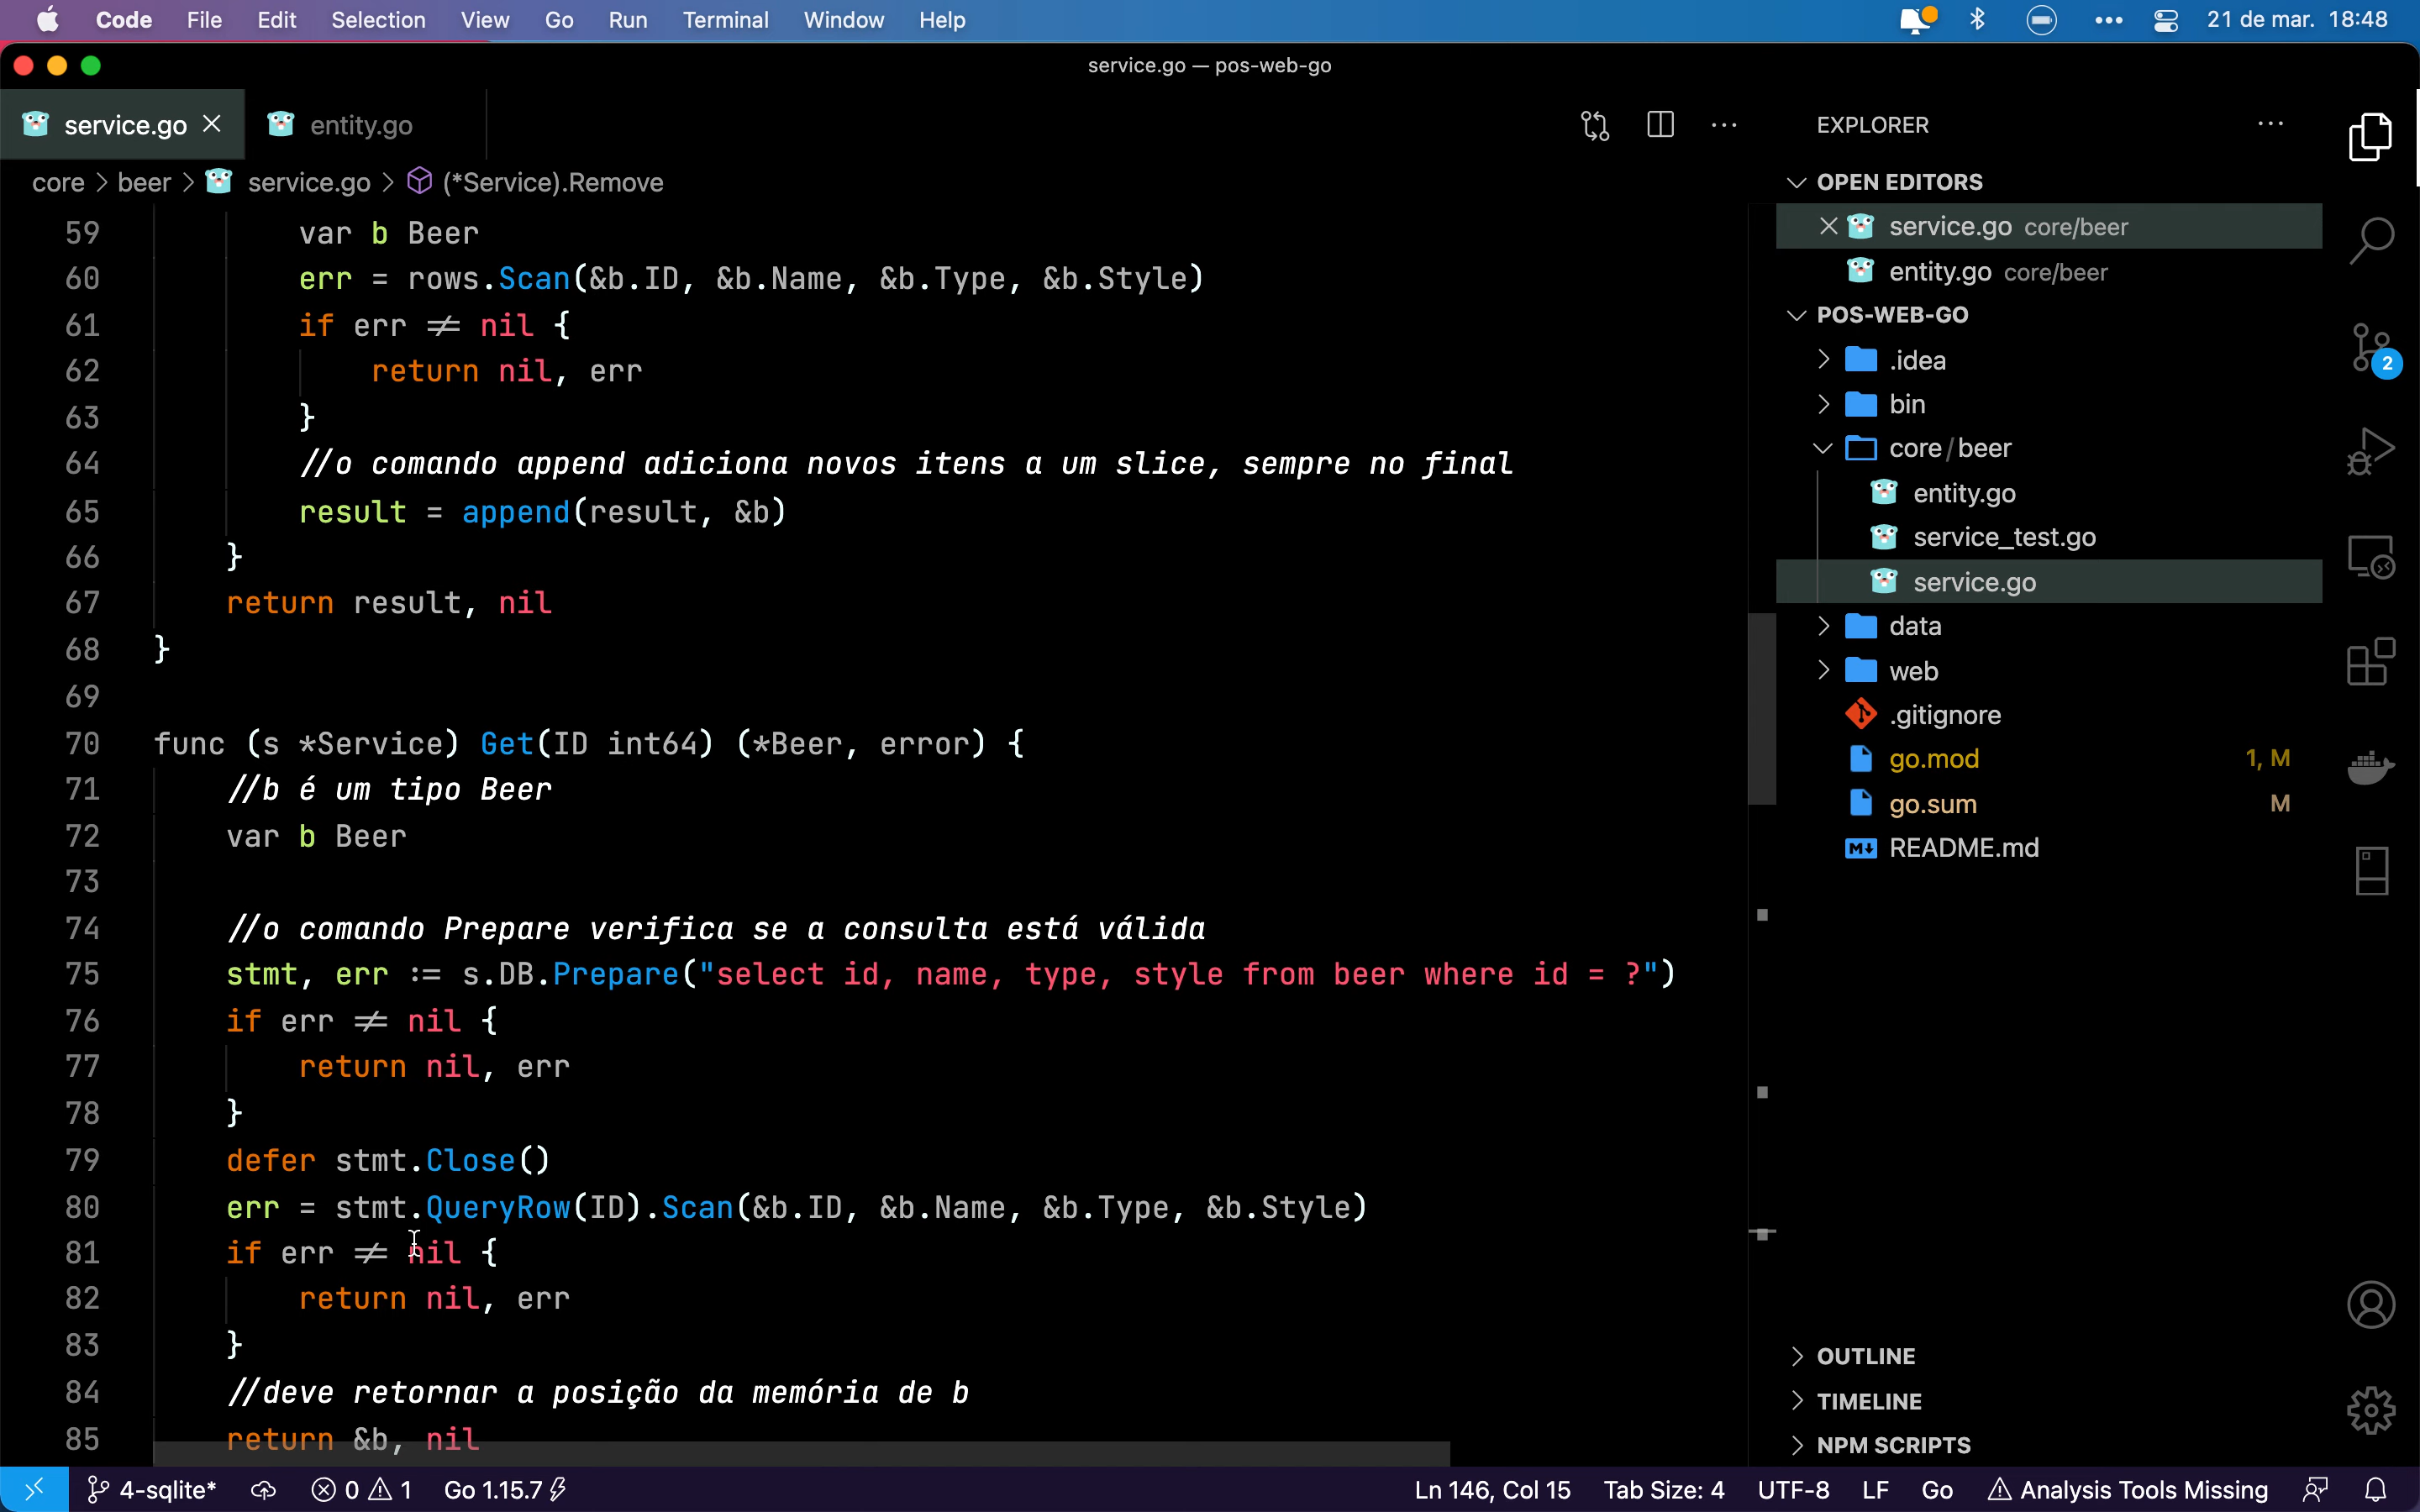 Code File Edit Selection View Go Run Terminal Window Help 21 de mar. 18:48
service.go — pos-web-go
service.go entity.go
core > beer > service.go > (*Service).Remove
59 var b Beer
60 err = rows.Scan(&b.ID, &b.Name, &b.Type, &b.Style)
61 if err != nil {
62 return nil, err
63 }
64 //o comando append adiciona novos itens a um slice, sempre no final
65 result = append(result, &b)
66 }
67 return result, nil
68 }
69
70 func (s *Service) Get(ID int64) (*Beer, error) {
71 //b é um tipo Beer
72 var b Beer
73
74 //o comando Prepare verifica se a consulta está válida
75 stmt, err := s.DB.Prepare("select id, name, type, style from beer where id = ?")
76 if err != nil {
77 return nil, err
78 }
79 defer stmt.Close()
80 err = stmt.QueryRow(ID).Scan(&b.ID, &b.Name, &b.Type, &b.Style)
81 if err != nil {
82 return nil, err
83 }
84 //deve retornar a posição da memória de b
85 return &b, nil
EXPLORER
OPEN EDITORS
service.go core/beer
entity.go core/beer
POS-WEB-GO
.idea
bin
core/beer
entity.go
service_test.go
service.go
data
web
.gitignore
go.mod 1, M
go.sum M
README.md
OUTLINE
TIMELINE
NPM SCRIPTS
2
4-sqlite* 0 1 Go 1.15.7 Ln 146, Col 15 Tab Size: 4 UTF-8 LF Go Analysis Tools Missing